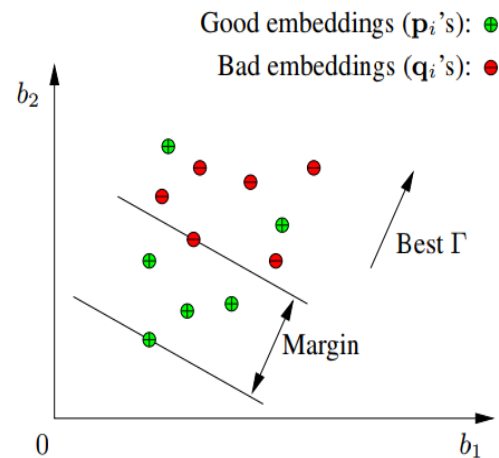 Good embeddings (pᵢ's):
Bad embeddings (qᵢ's):
b₂
Best Γ
Margin
0
b₁